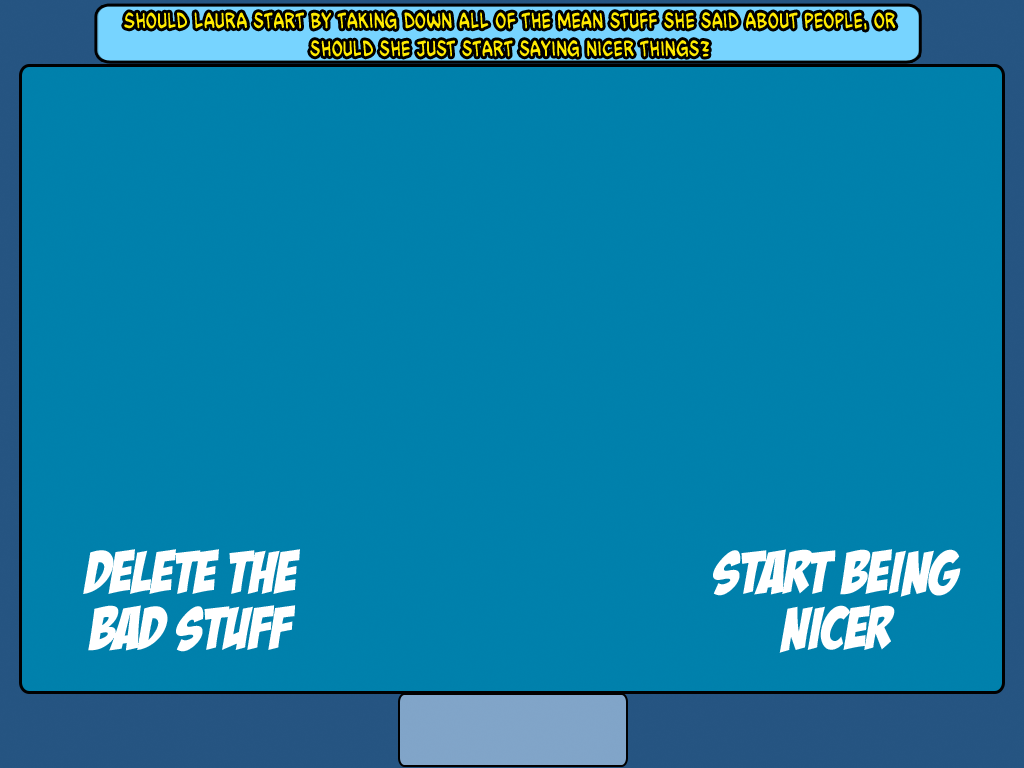 SHOULD LAURA START BY TAKING DOWN ALL OF THE MEAN STUFF SHE SAID ABOUT PEOPLE, OR
SHOULD SHE JUST START SAYING NICER THINGS?
DELETE THE
BAD STUFF
START BEING
NICER